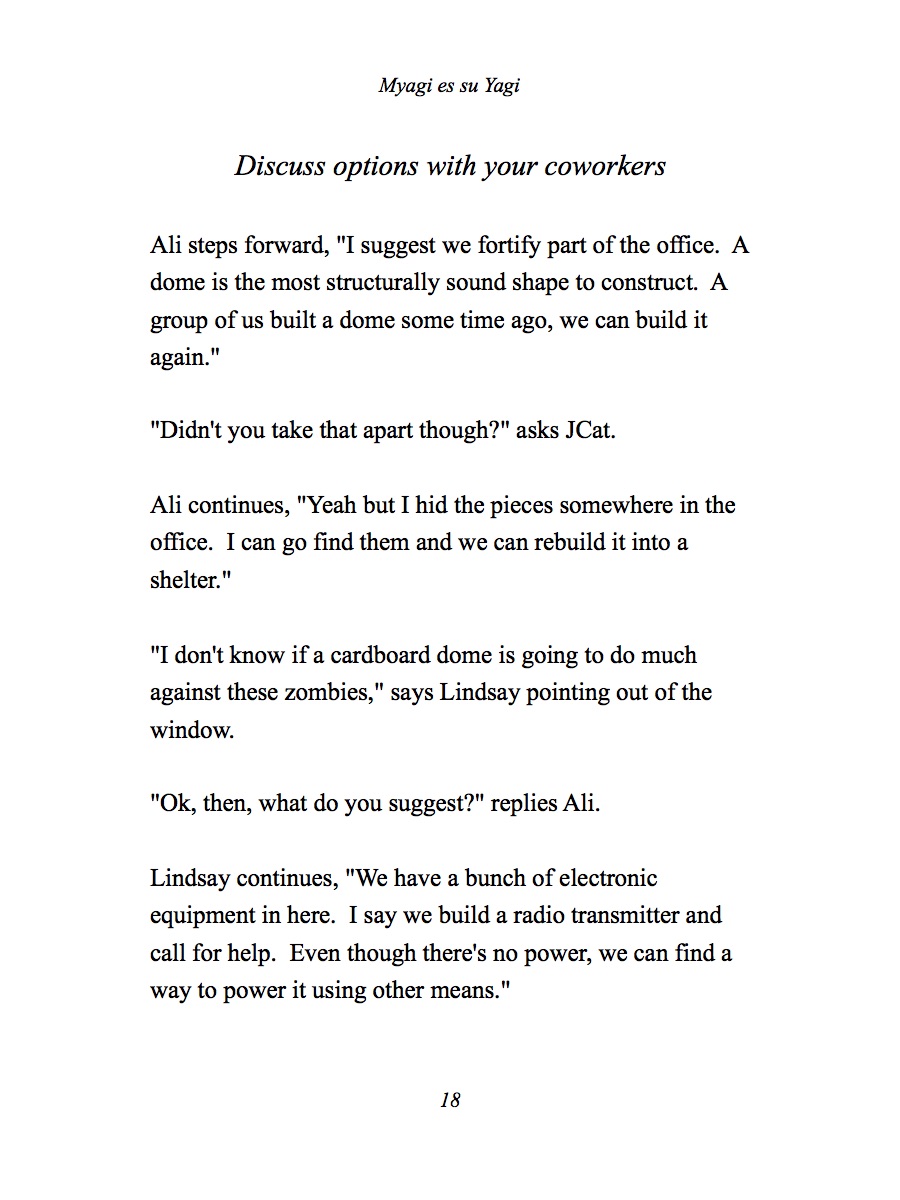 Myagi es su Yagi
Discuss options with your coworkers
Ali steps forward, "I suggest we fortify part of the office.  A
dome is the most structurally sound shape to construct.  A
group of us built a dome some time ago, we can build it
again."
"Didn't you take that apart though?" asks JCat.
Ali continues, "Yeah but I hid the pieces somewhere in the
office.  I can go find them and we can rebuild it into a
shelter."
"I don't know if a cardboard dome is going to do much
against these zombies," says Lindsay pointing out of the
window.
"Ok, then, what do you suggest?" replies Ali.
Lindsay continues, "We have a bunch of electronic
equipment in here.  I say we build a radio transmitter and
call for help.  Even though there's no power, we can find a
way to power it using other means."
18